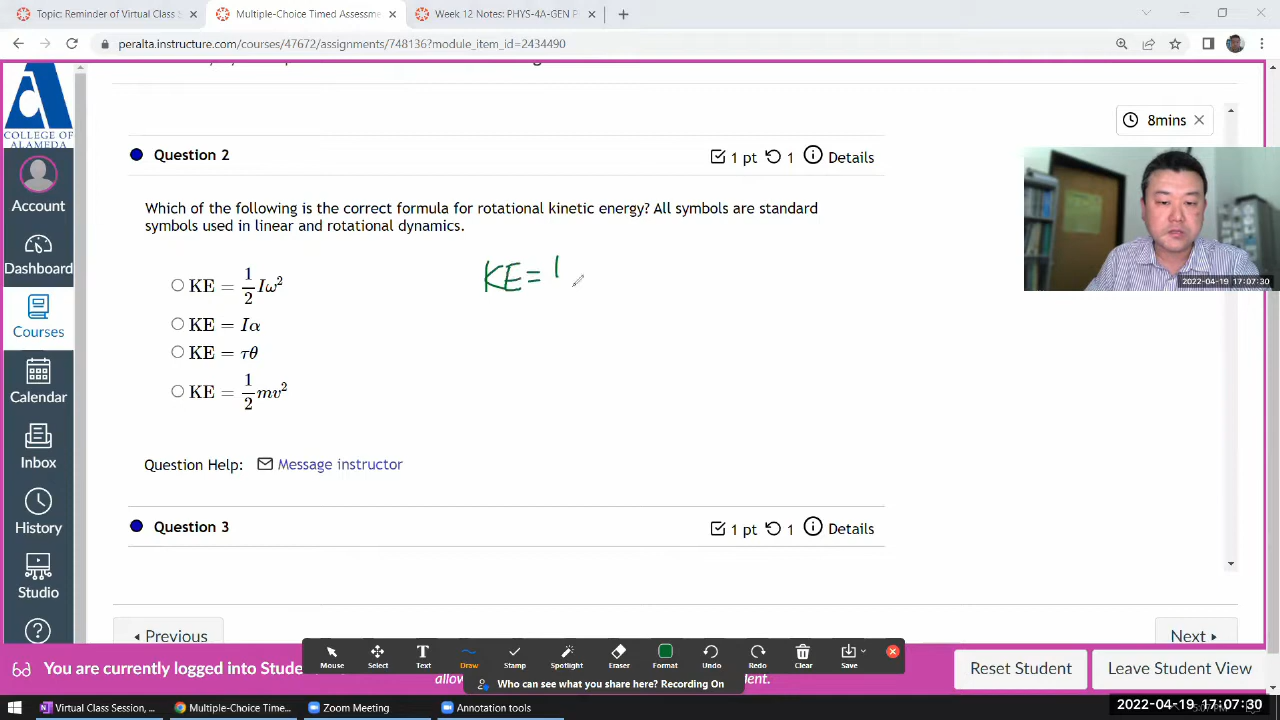 Topic: Reminder of Virtual Class S
Multiple-Choice Timed Assessme
Week 12 Notes: PHYS-4A-GEN P
peralta.instructure.com/courses/47672/assignments/748136?module_item_id=2434490
COLLEGE OF
ALAMEDA
Account
Dashboard
Courses
Calendar
Inbox
History
Studio
8mins
Question 2
1 pt 1 Details
Which of the following is the correct formula for rotational kinetic energy? All symbols are standard
symbols used in linear and rotational dynamics.
KE = 1/2 Iω²
KE = Iα
KE = τθ
KE = 1/2 mv²
KE= 1
Question Help: Message instructor
Question 3
1 pt 1 Details
Previous
Next
2022-04-19 17:07:30
You are currently logged into Stude
Reset Student
Leave Student View
Mouse
Select
Text
Draw
Stamp
Spotlight
Eraser
Format
Undo
Redo
Clear
Save
Who can see what you share here? Recording On
Virtual Class Session, ...
Multiple-Choice Time...
Zoom Meeting
Annotation tools
2022-04-19 17:07:30